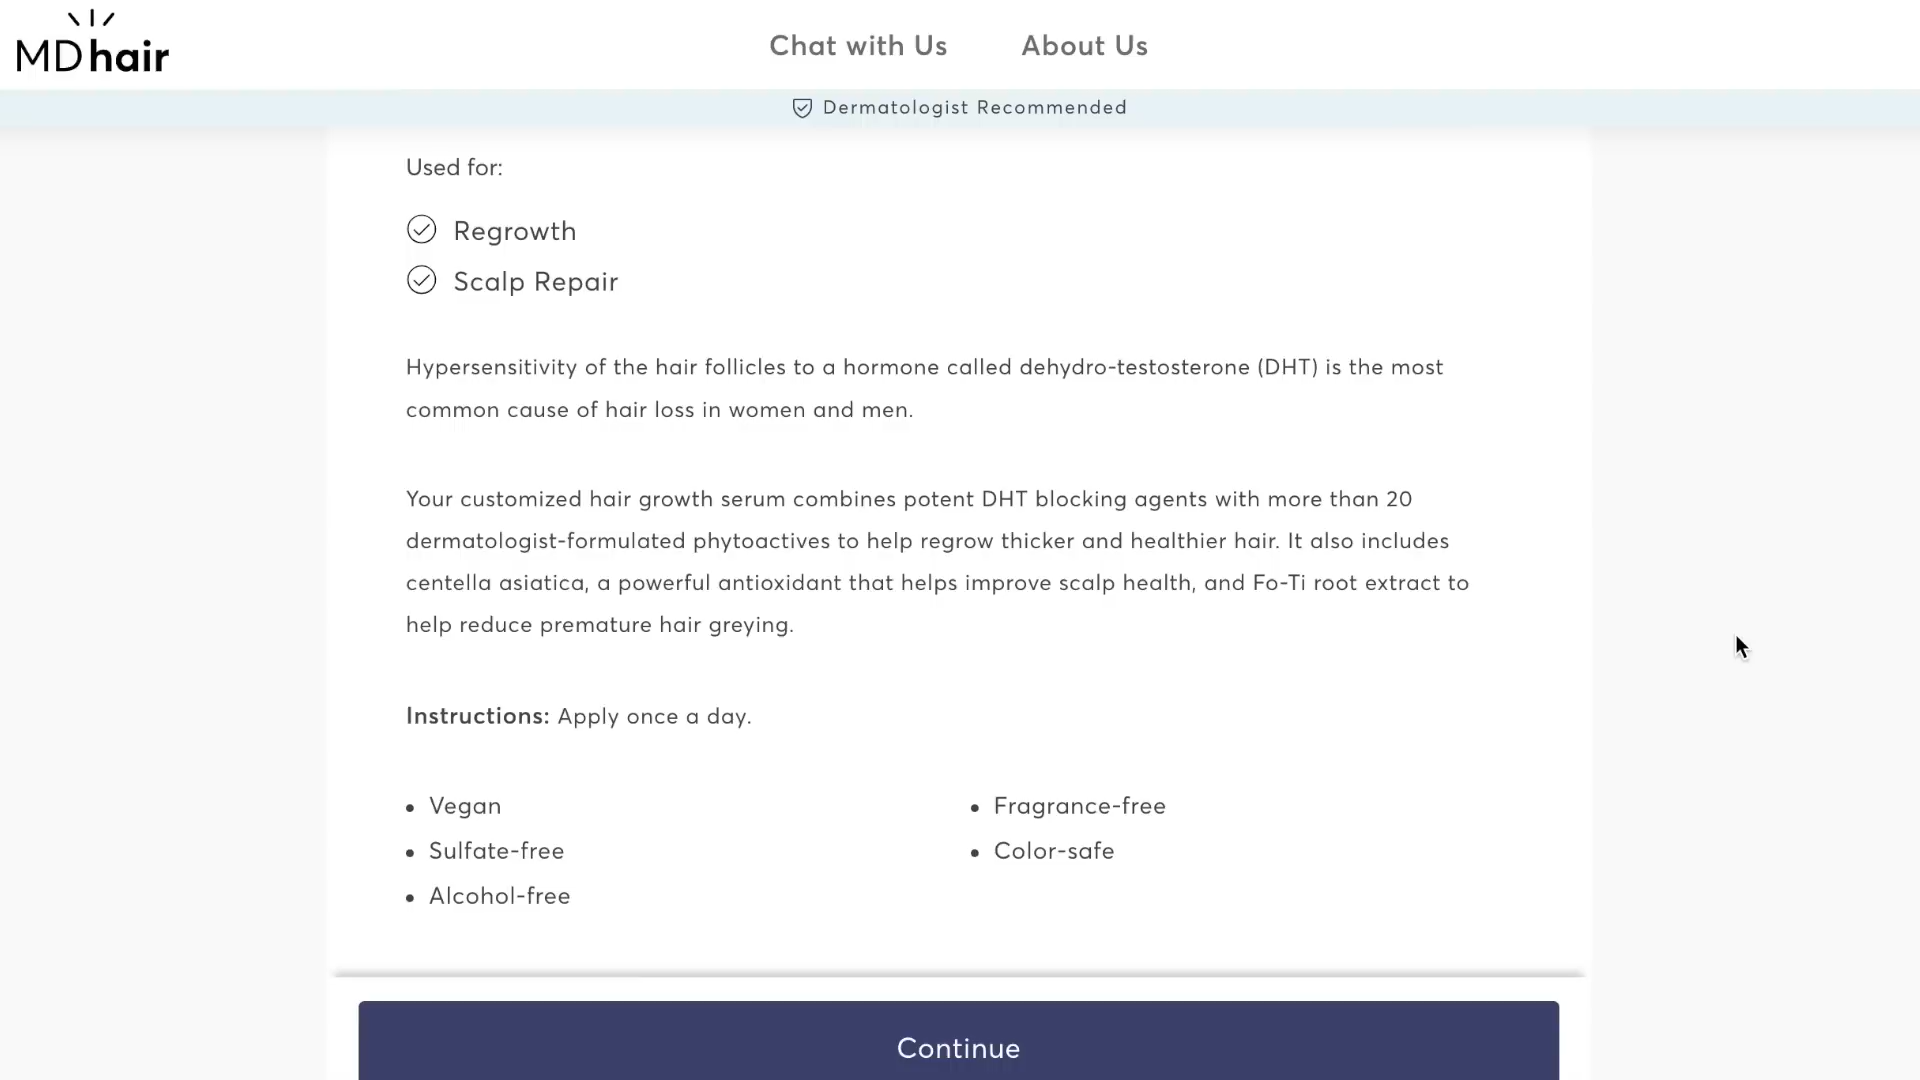 MDhair
Chat with Us
About Us
Dermatologist Recommended
Used for:
Regrowth
Scalp Repair
Hypersensitivity of the hair follicles to a hormone called dehydro-testosterone (DHT) is the most
common cause of hair loss in women and men.
Your customized hair growth serum combines potent DHT blocking agents with more than 20
dermatologist-formulated phytoactives to help regrow thicker and healthier hair. It also includes
centella asiatica, a powerful antioxidant that helps improve scalp health, and Fo-Ti root extract to
help reduce premature hair greying.
Instructions: Apply once a day.
• Vegan
• Sulfate-free
• Alcohol-free
• Fragrance-free
• Color-safe
Continue